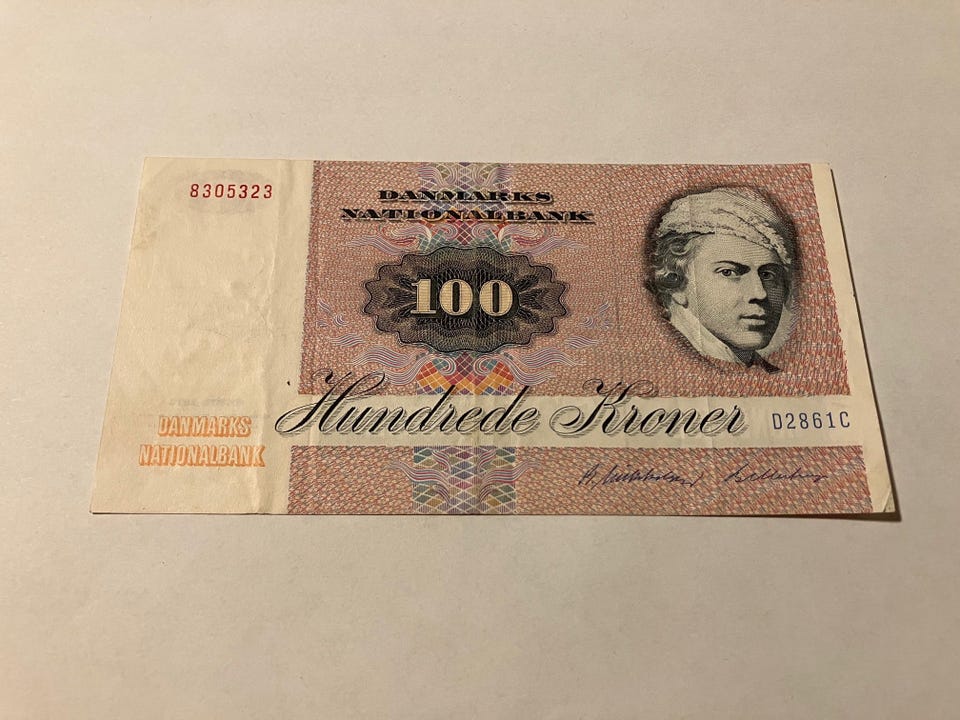 8305323
DANMARKS
NATIONALBANK
100
Hundrede Kroner
D2861C
DANMARKS
NATIONALBANK